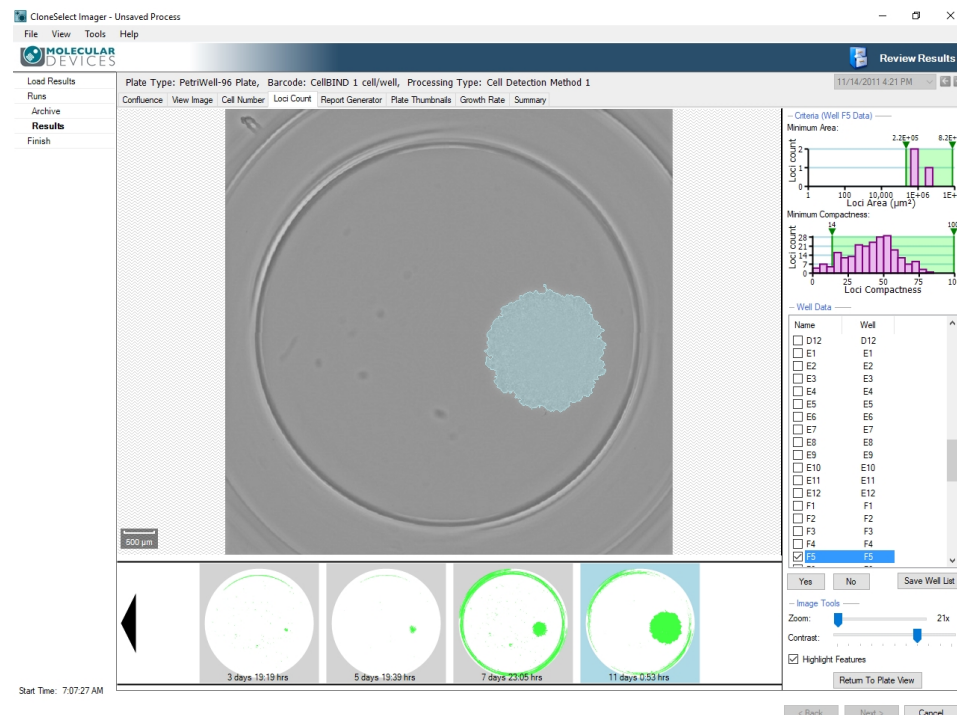 CloneSelect Imager - Unsaved Process
File View Tools Help
MOLECULAR
DEVICES
Review Results
Load Results
Runs
Archive
Results
Finish
Plate Type: PetriWell-96 Plate, Barcode: CellBIND 1 cell/well, Processing Type: Cell Detection Method 1
11/14/2011 4:21 PM
Confluence View Image Cell Number Loci Count Report Generator Plate Thumbnails Growth Rate Summary
Criteria (Well F5 Data)
Minimum Area:
2.2E+05 8.2E+
Loci count
2
1
0
1 100 10,000 1E+06 1E+
Loci Area (µm²)
Minimum Compactness:
14 100
Loci count
28
21
14
7
0
0 25 50 75 10
Loci Compactness
Well Data
Name Well
D12 D12
E1 E1
E2 E2
E3 E3
E4 E4
E5 E5
E6 E6
E7 E7
E8 E8
E9 E9
E10 E10
E11 E11
E12 E12
F1 F1
F2 F2
F3 F3
F4 F4
F5 F5
Yes No Save Well List
Image Tools
Zoom: 21x
Contrast:
Highlight Features
Return To Plate View
500 µm
3 days 19:19 hrs
5 days 19:39 hrs
7 days 23:05 hrs
11 days 0:53 hrs
Start Time: 7:07:27 AM
< Back Next > Cancel